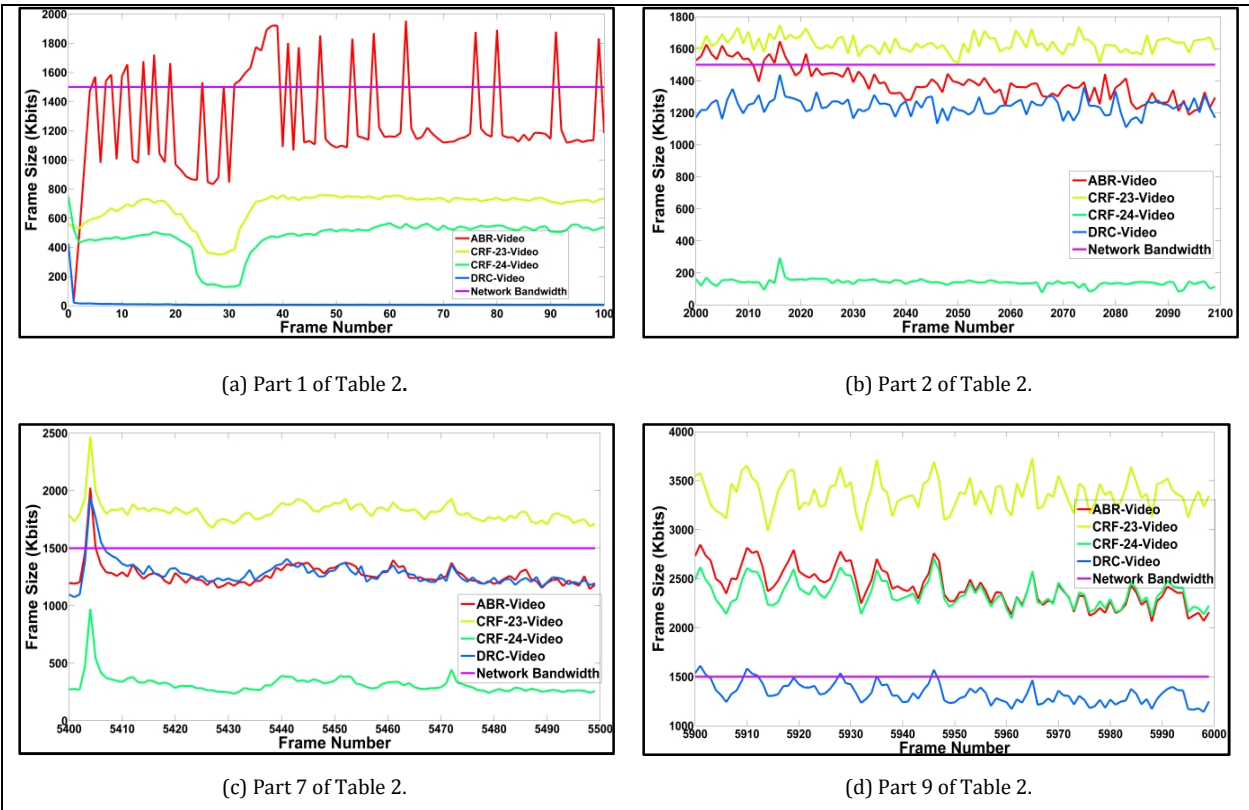 2000
1800
1600
1400
1200
1000
800
600
400
200
0
Frame Size (Kbits)
ABR-Video
CRF-23-Video
CRF-24-Video
DRC-Video
Network Bandwidth
0 10 20 30 40 50 60 70 80 90 100
Frame Number
(a) Part 1 of Table 2.
1800
1600
1400
1200
1000
800
600
400
200
0
Frame Size (Kbits)
ABR-Video
CRF-23-Video
CRF-24-Video
DRC-Video
Network Bandwidth
2000 2010 2020 2030 2040 2050 2060 2070 2080 2090 2100
Frame Number
(b) Part 2 of Table 2.
2500
2000
1500
1000
500
0
Frame Size (Kbits)
ABR-Video
CRF-23-Video
CRF-24-Video
DRC-Video
Network Bandwidth
5400 5410 5420 5430 5440 5450 5460 5470 5480 5490 5500
Frame Number
(c) Part 7 of Table 2.
4000
3500
3000
2500
2000
1500
1000
Frame Size (Kbits)
ABR-Video
CRF-23-Video
CRF-24-Video
DRC-Video
Network Bandwidth
5900 5910 5920 5930 5940 5950 5960 5970 5980 5990 6000
Frame Number
(d) Part 9 of Table 2.